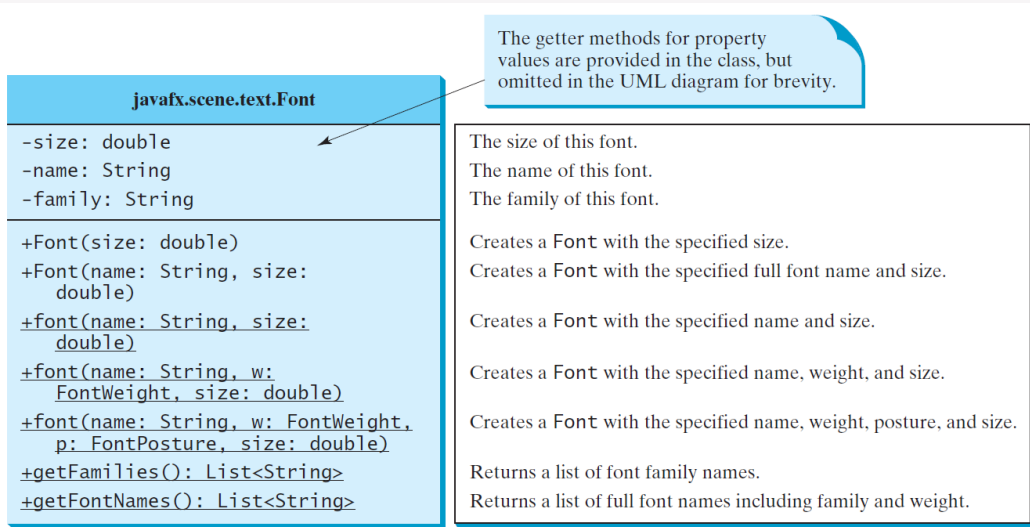 The getter methods for property
values are provided in the class, but
omitted in the UML diagram for brevity.
javafx.scene.text.Font
-size: double
The size of this font.
-name: String
The name of this font.
-family: String
The family of this font.
+Font(size: double)
Creates a Font with the specified size.
+Font(name: String, size:
double)
Creates a Font with the specified full font name and size.
+font(name: String, size:
double)
Creates a Font with the specified name and size.
+font(name: String, w:
FontWeight, size: double)
Creates a Font with the specified name, weight, and size.
+font(name: String, w: FontWeight,
p: FontPosture, size: double)
Creates a Font with the specified name, weight, posture, and size.
+getFamilies(): List<String>
Returns a list of font family names.
+getFontNames(): List<String>
Returns a list of full font names including family and weight.